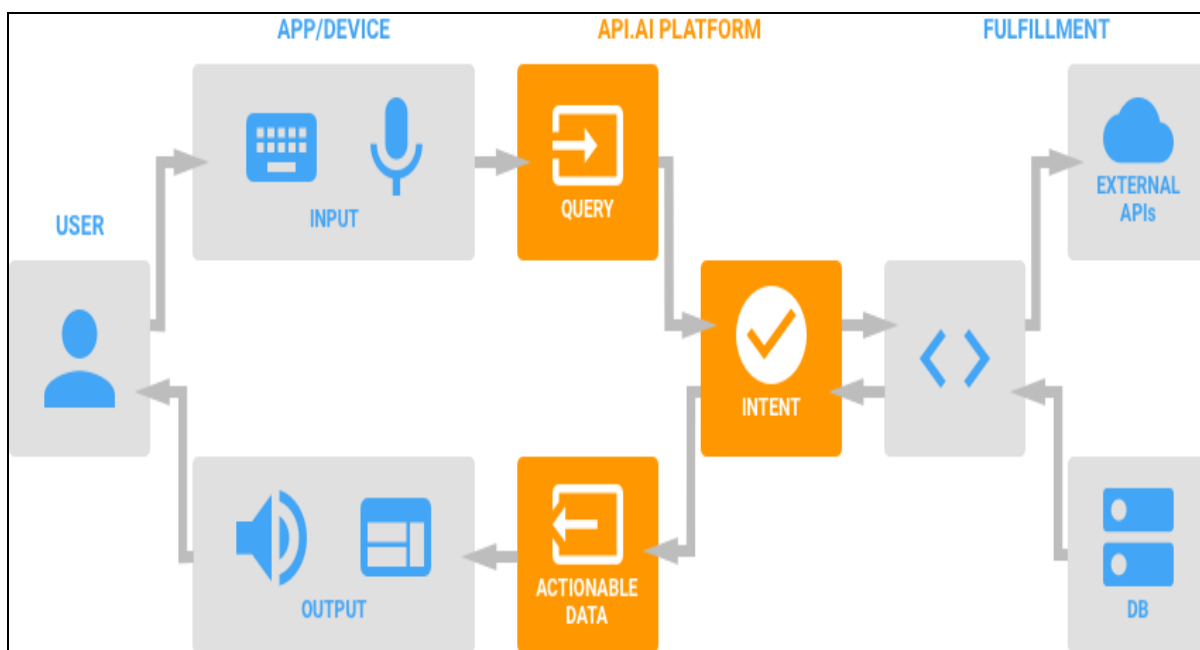 APP/DEVICE
API.AI PLATFORM
FULFILLMENT
INPUT
QUERY
EXTERNAL
APIs
USER
INTENT
OUTPUT
ACTIONABLE
DATA
DB